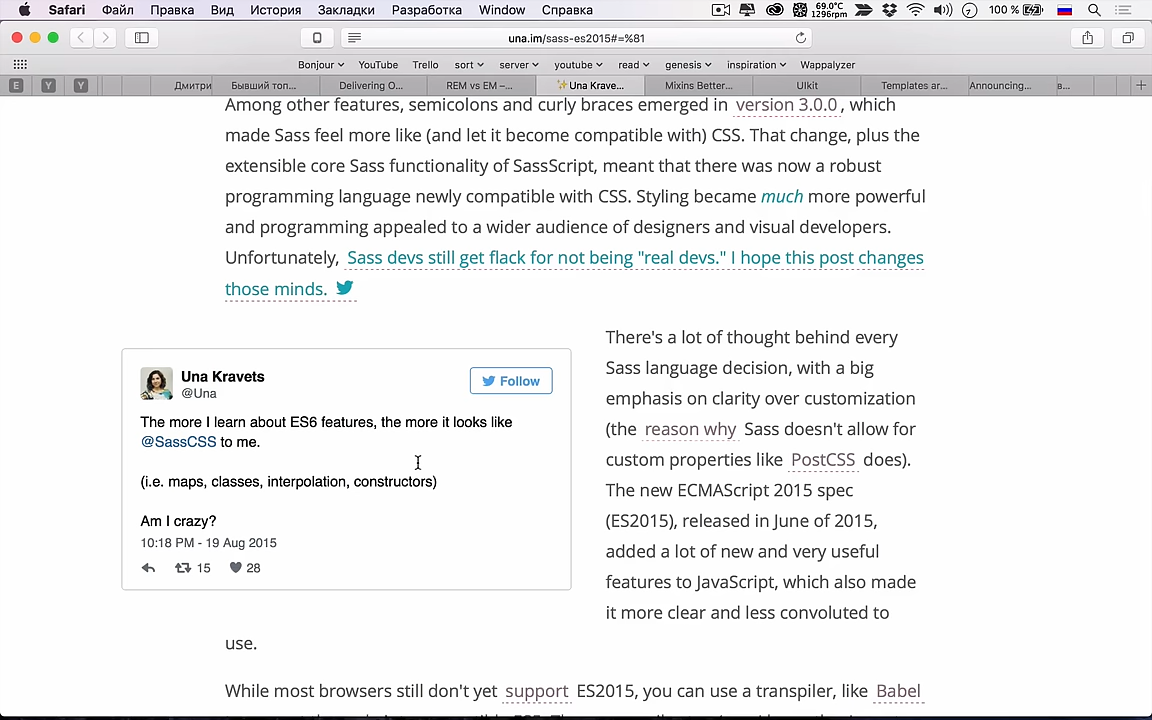 Safari Файл Правка Вид История Закладки Разработка Window Справка 69.0°C 1296rpm 100 %
una.im/sass-es2015#=%81
Bonjour YouTube Trello sort server youtube read genesis inspiration Wappalyzer
E Y Y Дмитри Бывший топ... Delivering O... REM vs EM –... ✨Una Krave... Mixins Better... UIkit Templates ar... Announcing... в...
Among other features, semicolons and curly braces emerged in version 3.0.0, which
made Sass feel more like (and let it become compatible with) CSS. That change, plus the
extensible core Sass functionality of SassScript, meant that there was now a robust
programming language newly compatible with CSS. Styling became much more powerful
and programming appealed to a wider audience of designers and visual developers.
Unfortunately, Sass devs still get flack for not being "real devs." I hope this post changes
those minds.
Una Kravets
@Una
Follow
The more I learn about ES6 features, the more it looks like
@SassCSS to me.
(i.e. maps, classes, interpolation, constructors)
Am I crazy?
10:18 PM - 19 Aug 2015
15 28
There's a lot of thought behind every
Sass language decision, with a big
emphasis on clarity over customization
(the reason why Sass doesn't allow for
custom properties like PostCSS does).
The new ECMAScript 2015 spec
(ES2015), released in June of 2015,
added a lot of new and very useful
features to JavaScript, which also made
it more clear and less convoluted to
use.
While most browsers still don't yet support ES2015, you can use a transpiler, like Babel